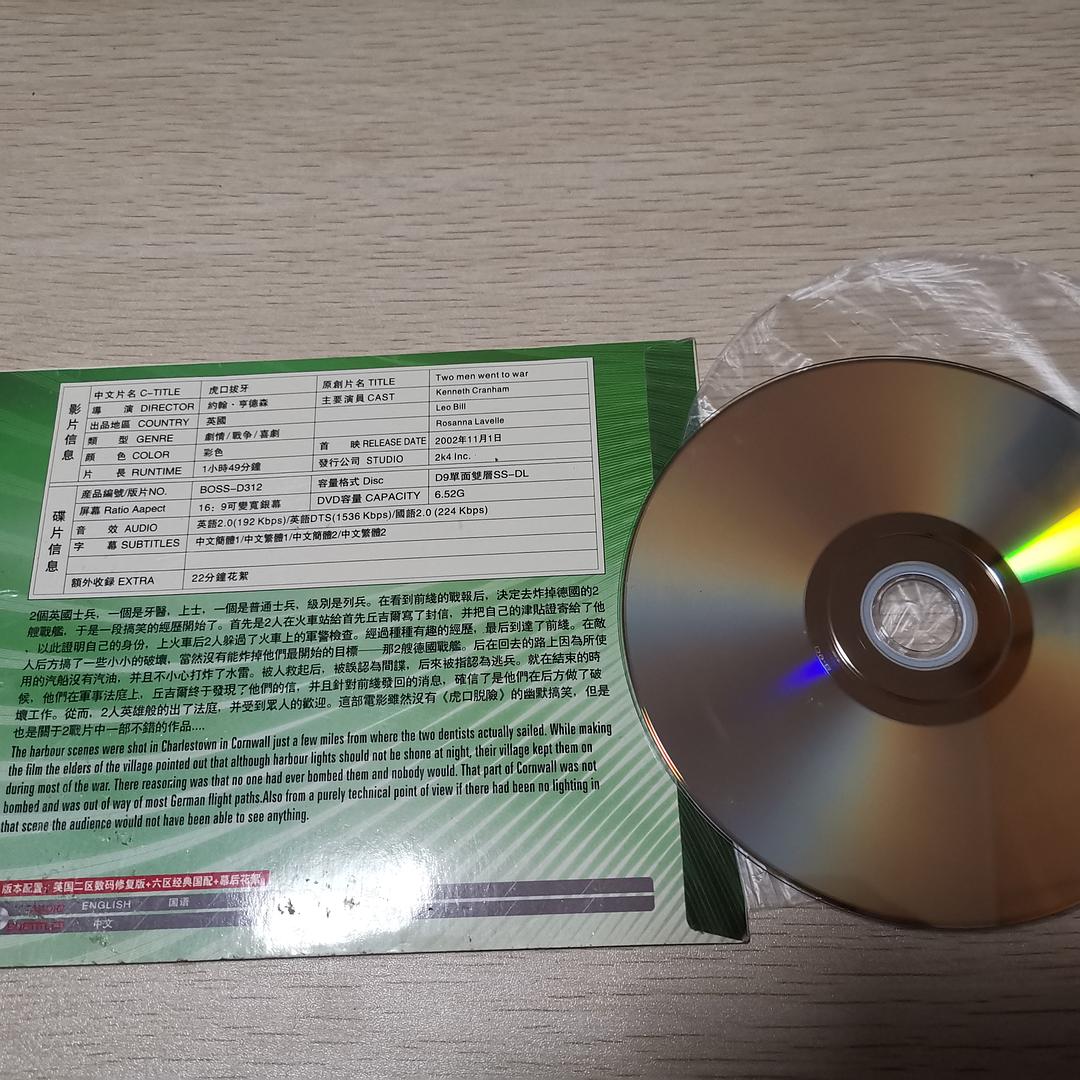 影片信息
中文片名 C-TITLE 虎口拔牙 原創片名 TITLE Two men went to war
導 演 DIRECTOR 約翰·亨德森 主要演員 CAST Kenneth Cranham
出品地區 COUNTRY 英國 Leo Bill
類 型 GENRE 劇情/戰争/喜劇 Rosanna Lavelle
顏 色 COLOR 彩色 首 映 RELEASE DATE 2002年11月1日
片 長 RUNTIME 1小時49分鐘 發行公司 STUDIO 2k4 Inc.
碟片信息
産品編號/版片NO. BOSS-D312 容量格式 Disc D9單面雙層SS-DL
屏幕 Ratio Aapect 16:9可變寬銀幕 DVD容量 CAPACITY 6.52G
音 效 AUDIO 英語2.0(192 Kbps)/英語DTS(1536 Kbps)/國語2.0 (224 Kbps)
字 幕 SUBTITLES 中文簡體1/中文繁體1/中文簡體2/中文繁體2
額外收録 EXTRA 22分鐘花絮
2個英國士兵，一個是牙醫，上士，一個是普通士兵，級別是列兵。在看到前綫的戰報后，決定去炸掉德國的2
艘戰艦，于是一段搞笑的經歷開始了。首先是2人在火車站給首先丘吉爾寫了封信，并把自己的津貼證寄給了他
，以此證明自己的身份，上火車后2人躲過了火車上的軍警檢查。經過種種有趣的經歷，最后到達了前綫。在敵
人后方搞了一些小小的破壞，當然沒有能炸掉他們最開始的目標——那2艘德國戰艦。后在回去的路上因為所使
用的汽船沒有汽油，并且不小心打炸了水雷。被人救起后，被誤認為間諜，后來被指認為逃兵。就在結束的時
候，他們在軍事法庭上，丘吉爾終于發現了他們的信，并且針對前綫發回的消息，確信了是他們在后方做了破
壞工作。從而，2人英雄般的出了法庭，并受到眾人的歡迎。這部電影雖然沒有《虎口脫險》的幽默搞笑，但是
也是關于2戰片中一部不錯的作品....
The harbour scenes were shot in Charlestown in Cornwall just a few miles from where the two dentists actually sailed. While making
the film the elders of the village pointed out that although harbour lights should not be shone at night, their village kept them on
during most of the war. There reasoring was that no one had ever bombed them and nobody would. That part of Cornwall was not
bombed and was out of way of most German flight paths.Also from a purely technical point of view if there had been no lighting in
that scene the audience would not have been able to see anything.
版本配置：英国二区数码修复版+六区经典国配+幕后花絮
AUDIO ENGLISH 国语
SUBTITLES 中文